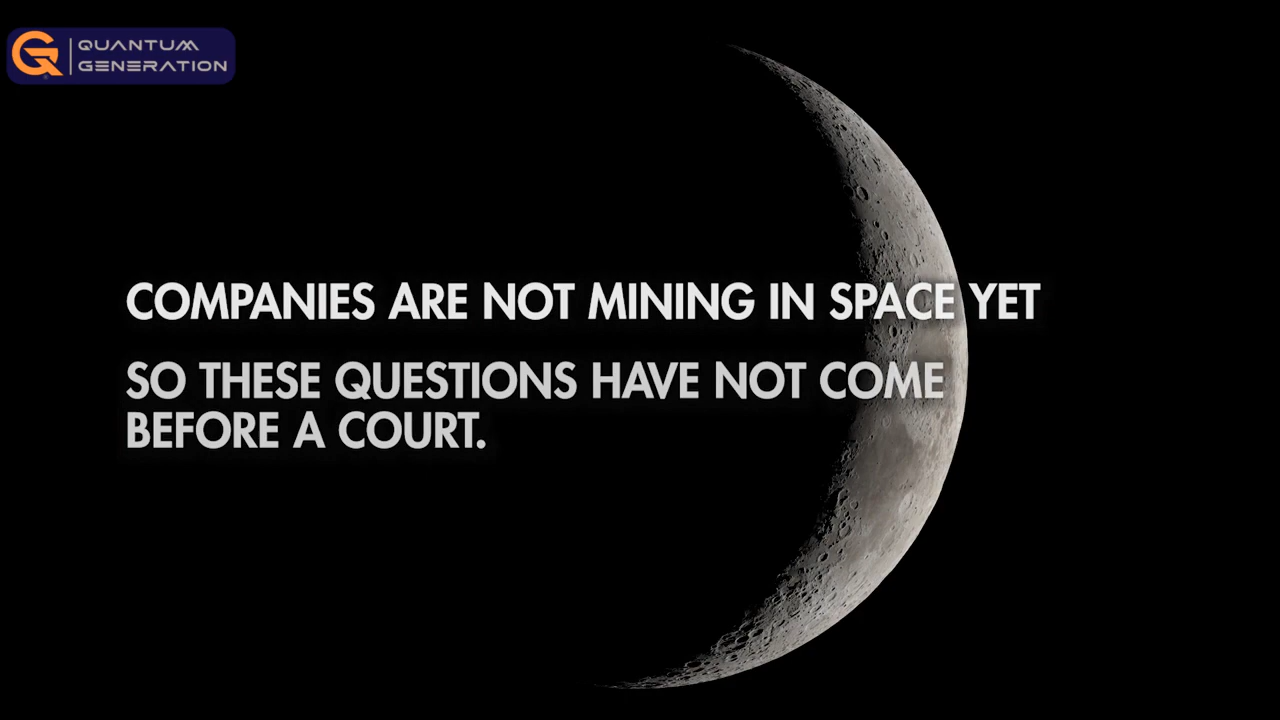 QUANTUM
GENERATION
COMPANIES ARE NOT MINING IN SPACE YET
SO THESE QUESTIONS HAVE NOT COME
BEFORE A COURT.